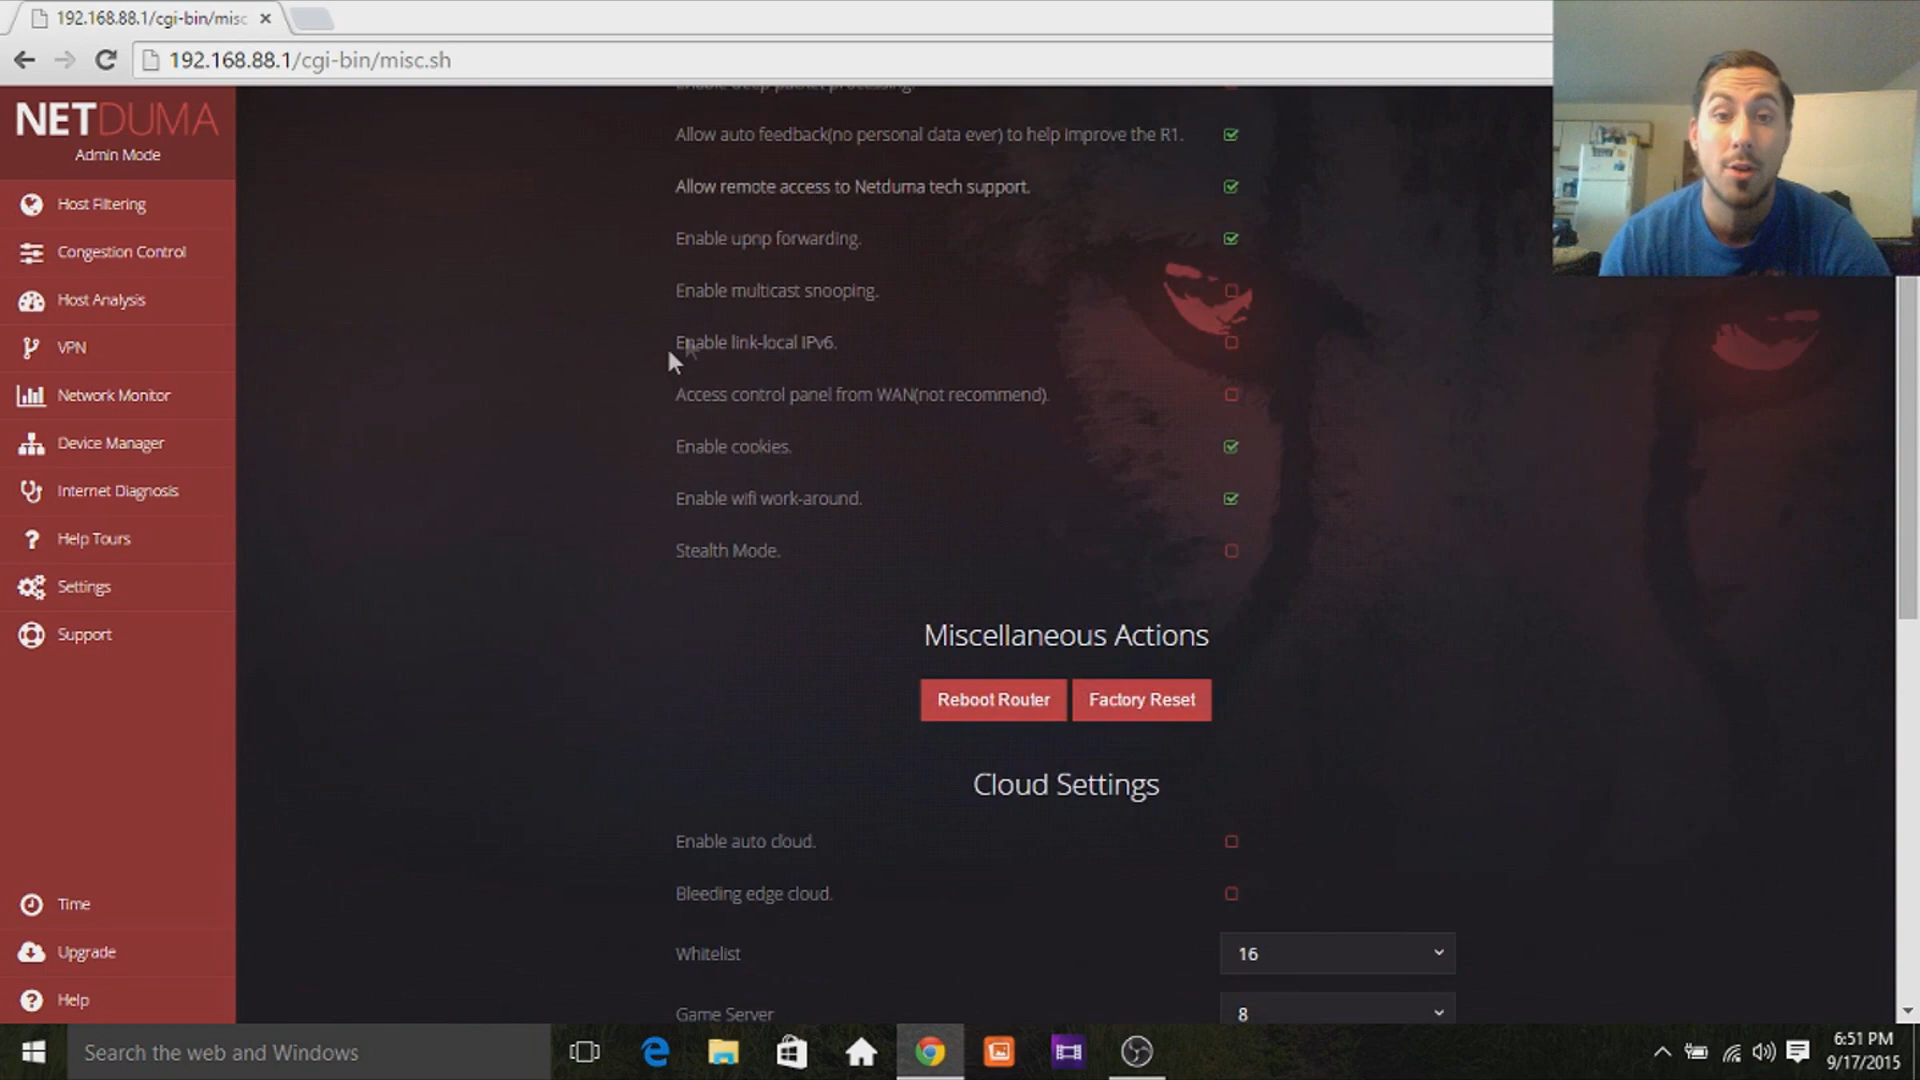 192.168.88.1/cgi-bin/misc
192.168.88.1/cgi-bin/misc.sh
NETDUMA
Admin Mode
Host Filtering
Congestion Control
Host Analysis
VPN
Network Monitor
Device Manager
Internet Diagnosis
Help Tours
Settings
Support
Time
Upgrade
Help
Enable deep packet processing.
Allow auto feedback(no personal data ever) to help improve the R1.
Allow remote access to Netduma tech support.
Enable upnp forwarding.
Enable multicast snooping.
Enable link-local IPv6.
Access control panel from WAN(not recommend).
Enable cookies.
Enable wifi work-around.
Stealth Mode.
Miscellaneous Actions
Reboot Router Factory Reset
Cloud Settings
Enable auto cloud.
Bleeding edge cloud.
Whitelist 16
Game Server 8
Search the web and Windows
6:51 PM
9/17/2015